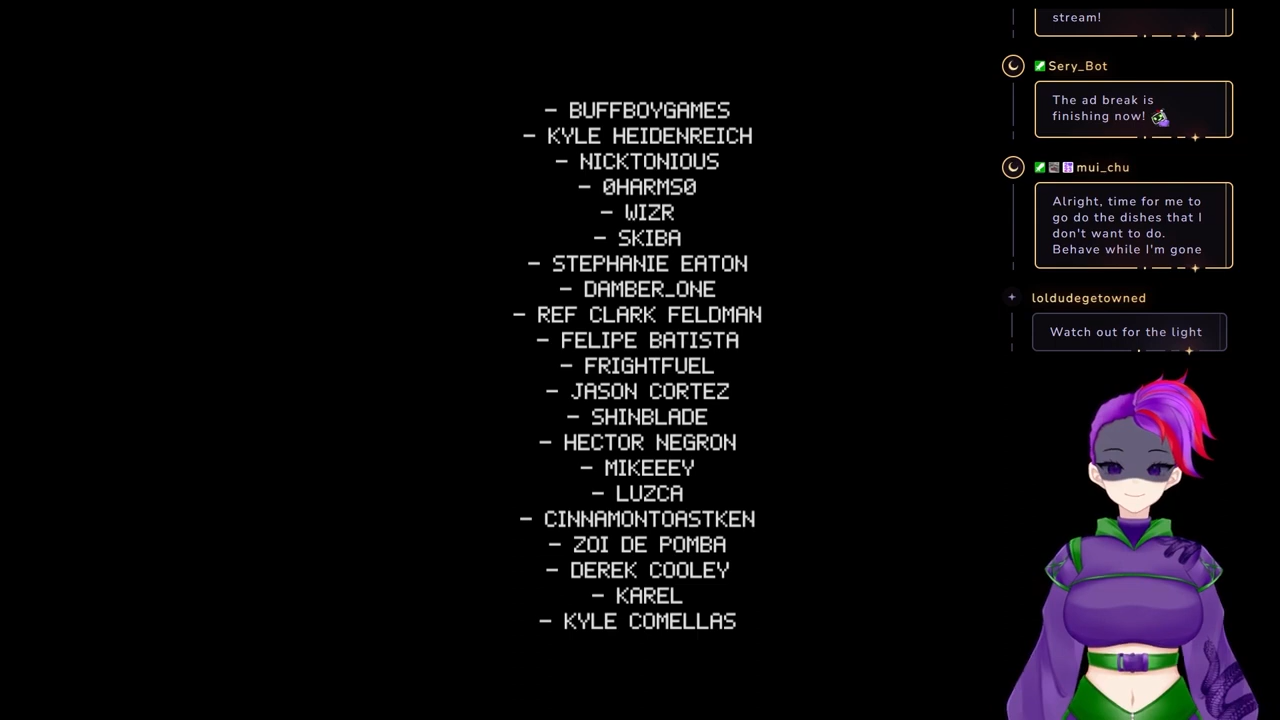 - BUFFBOYGAMES
- KYLE HEIDENREICH
- NICKTONIOUS
- 0HARMS0
- WIZR
- SKIBA
- STEPHANIE EATON
- DAMBER_ONE
- REF CLARK FELDMAN
- FELIPE BATISTA
- FRIGHTFUEL
- JASON CORTEZ
- SHINBLADE
- HECTOR NEGRON
- MIKEEEY
- LUZCA
- CINNAMONTOASTKEN
- ZOI DE POMBA
- DEREK COOLEY
- KAREL
- KYLE COMELLAS
stream!
Sery_Bot
The ad break is
finishing now!
mui_chu
Alright, time for me to
go do the dishes that I
don't want to do.
Behave while I'm gone
loldudegetowned
Watch out for the light